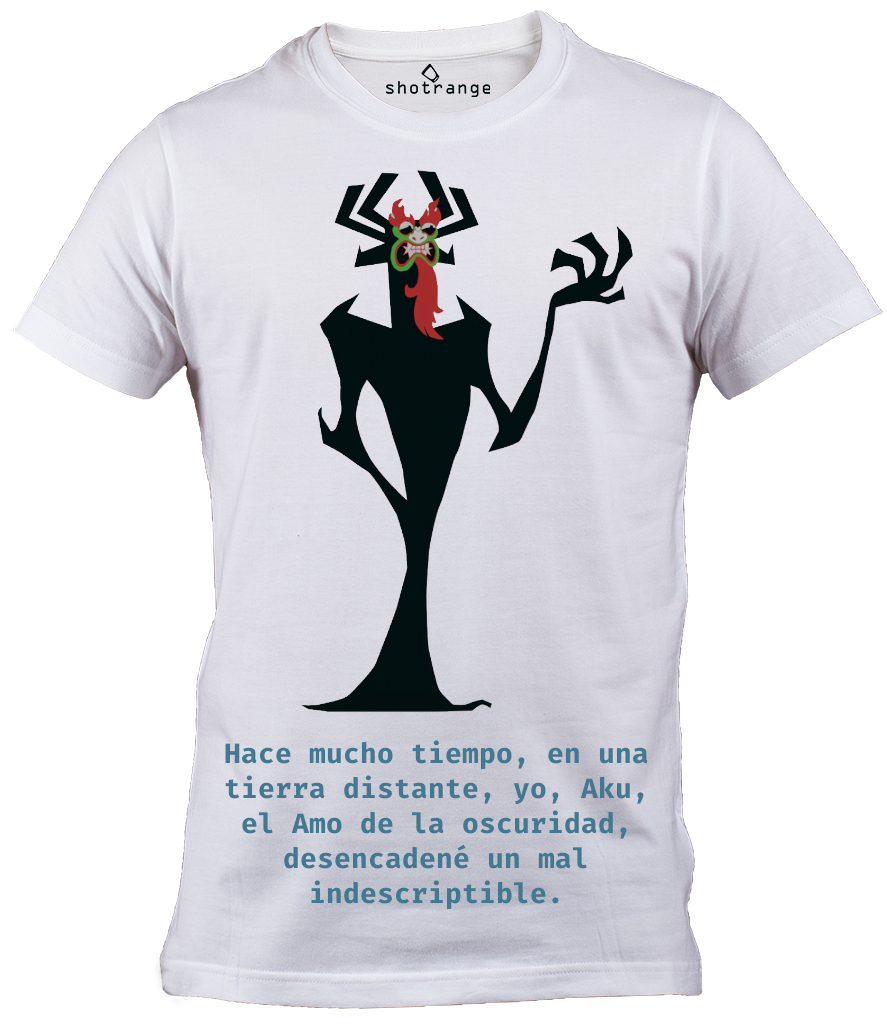 shotrange
Hace mucho tiempo, en una
tierra distante, yo, Aku,
el Amo de la oscuridad,
desencadené un mal
indescriptible.